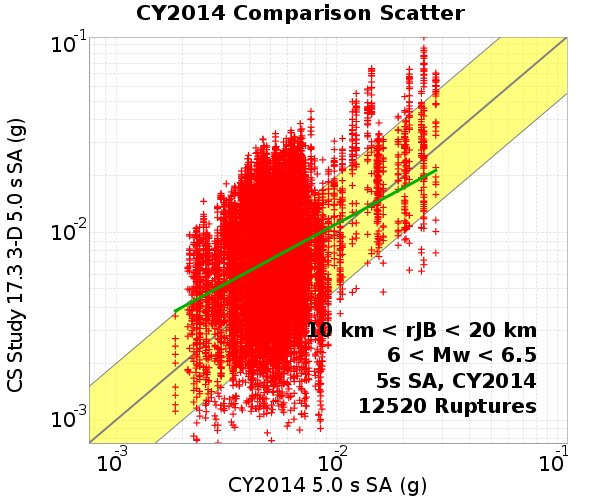 CY2014 Comparison Scatter
CS Study 17.3 3-D 5.0 s SA (g)
10-1
10-2
10-3
10 km < rJB < 20 km
6 < Mw < 6.5
5s SA, CY2014
12520 Ruptures
10-3 10-2 10-1
CY2014 5.0 s SA (g)